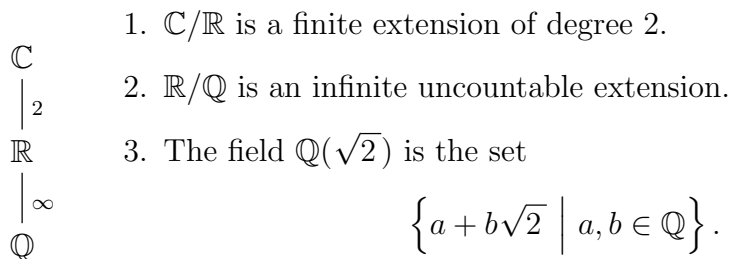 ℂ
2
ℝ
∞
ℚ
1. ℂ/ℝ is a finite extension of degree 2.
2. ℝ/ℚ is an infinite uncountable extension.
3. The field ℚ(√2) is the set
{a + b√2 | a, b ∈ ℚ}.